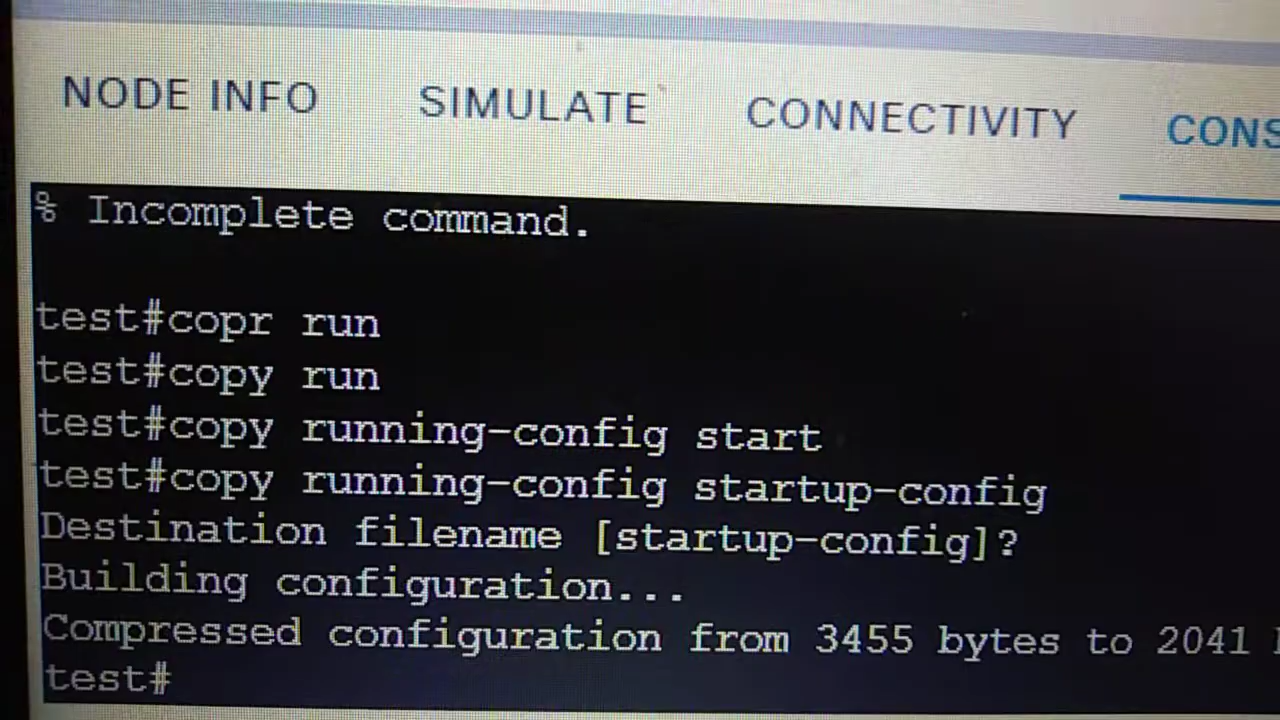 NODE INFO SIMULATE CONNECTIVITY
% Incomplete command.
test#copr run
test#copy run
test#copy running-config start
test#copy running-config startup-config
Destination filename [startup-config]?
Building configuration...
Compressed configuration from 3455 bytes to 2041
test#